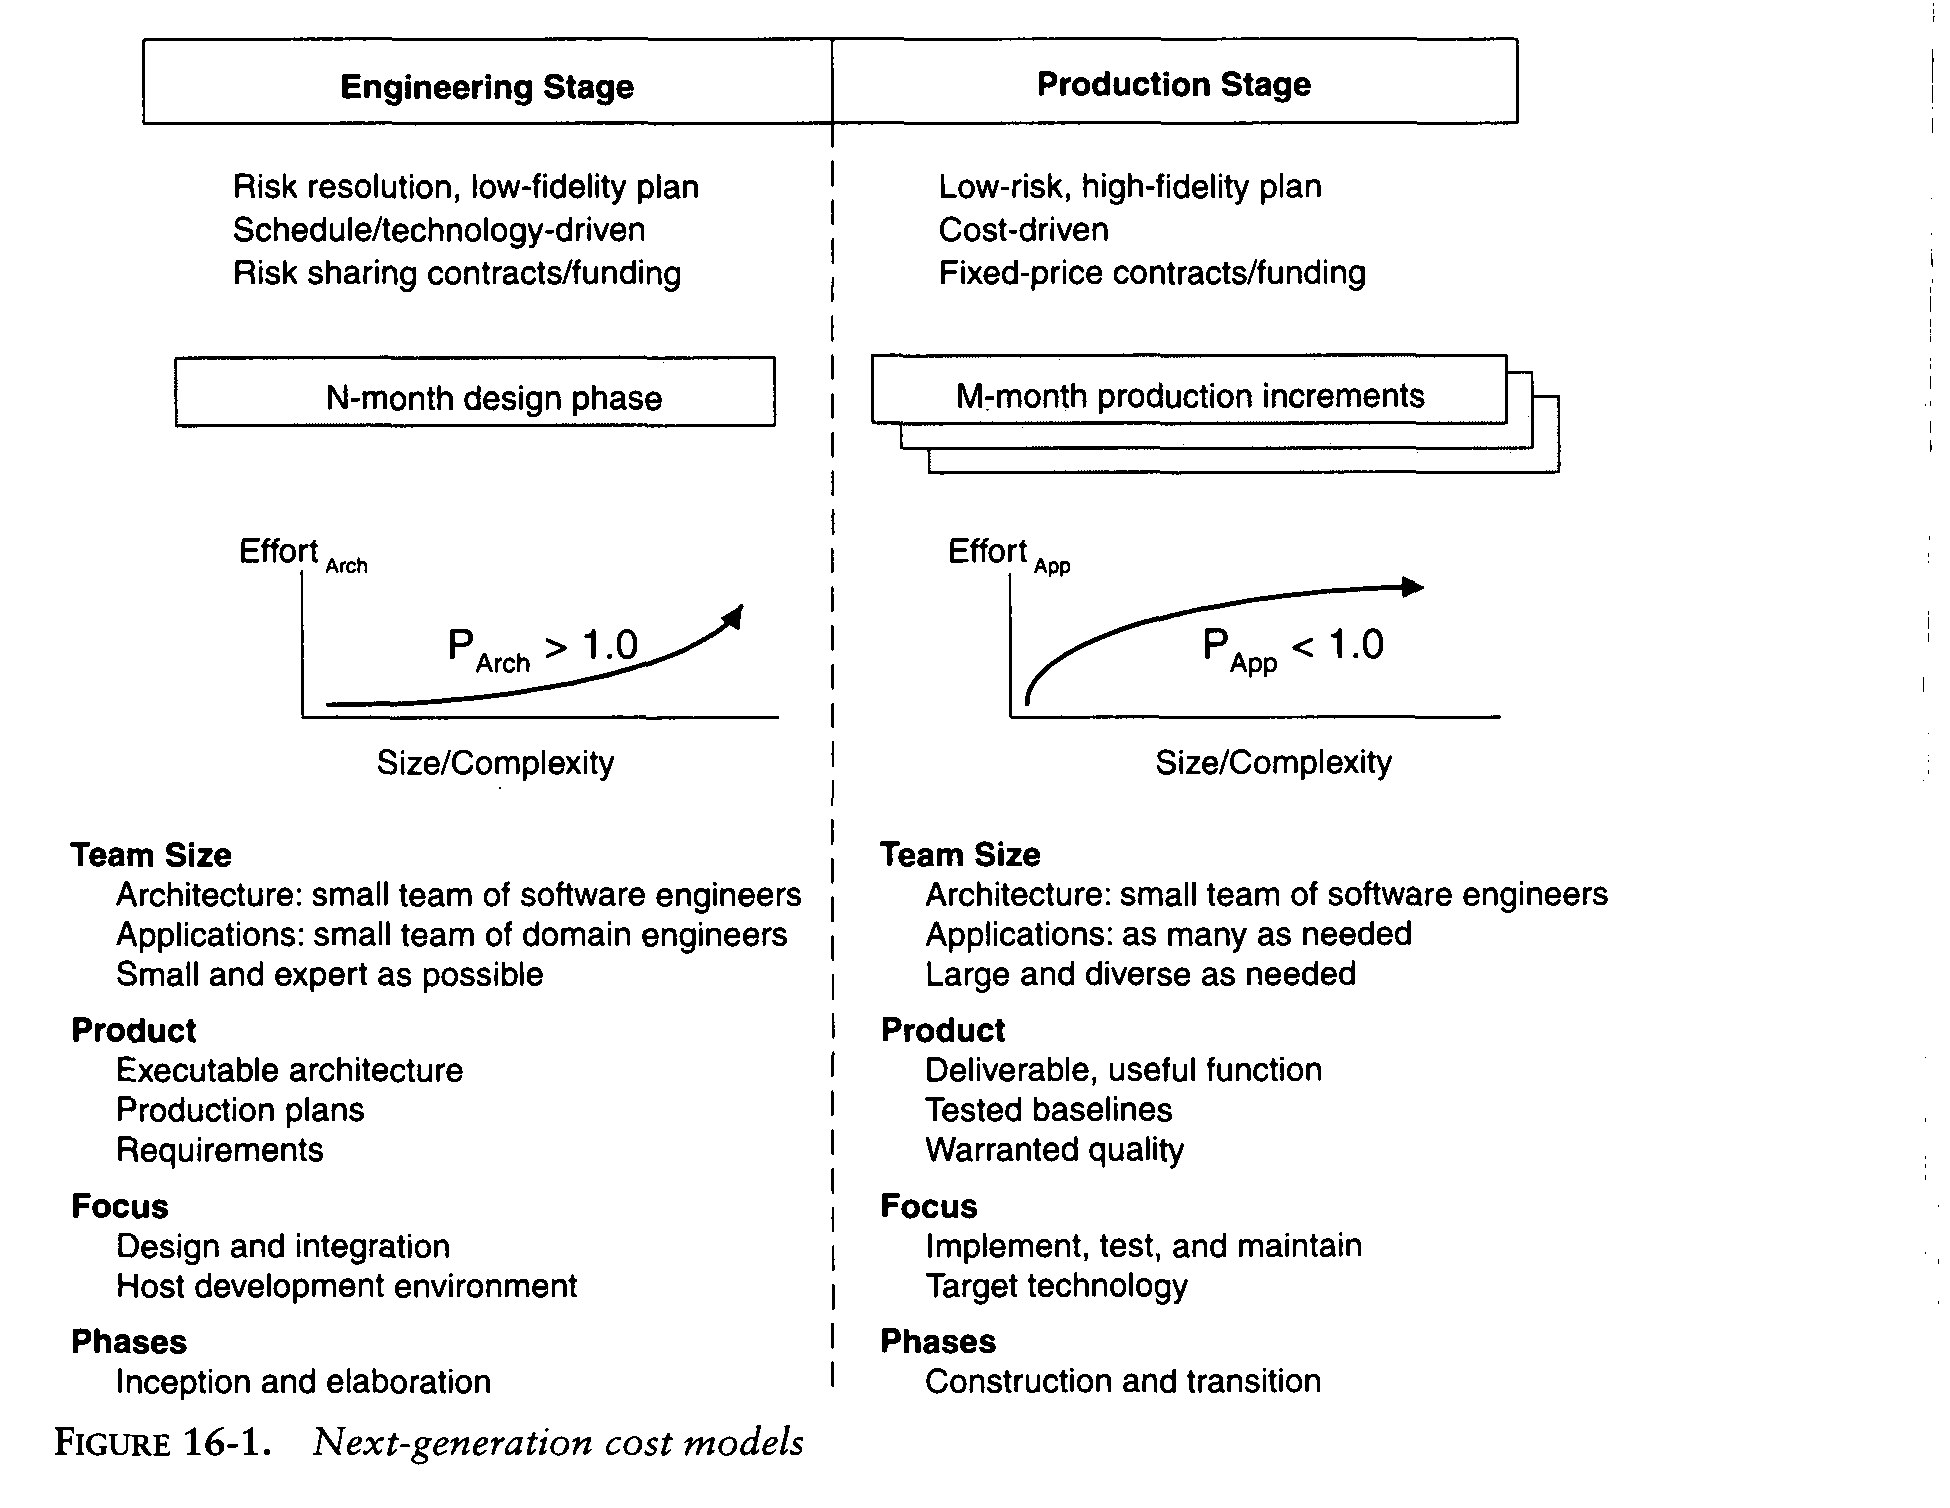 Engineering Stage
Production Stage
Risk resolution, low-fidelity plan
Schedule/technology-driven
Risk sharing contracts/funding
Low-risk, high-fidelity plan
Cost-driven
Fixed-price contracts/funding
N-month design phase
M-month production increments
Effort Arch
P Arch > 1.0
Size/Complexity
Effort App
P App < 1.0
Size/Complexity
Team Size
Architecture: small team of software engineers
Applications: small team of domain engineers
Small and expert as possible
Product
Executable architecture
Production plans
Requirements
Focus
Design and integration
Host development environment
Phases
Inception and elaboration
Team Size
Architecture: small team of software engineers
Applications: as many as needed
Large and diverse as needed
Product
Deliverable, useful function
Tested baselines
Warranted quality
Focus
Implement, test, and maintain
Target technology
Phases
Construction and transition
FIGURE 16-1. Next-generation cost models